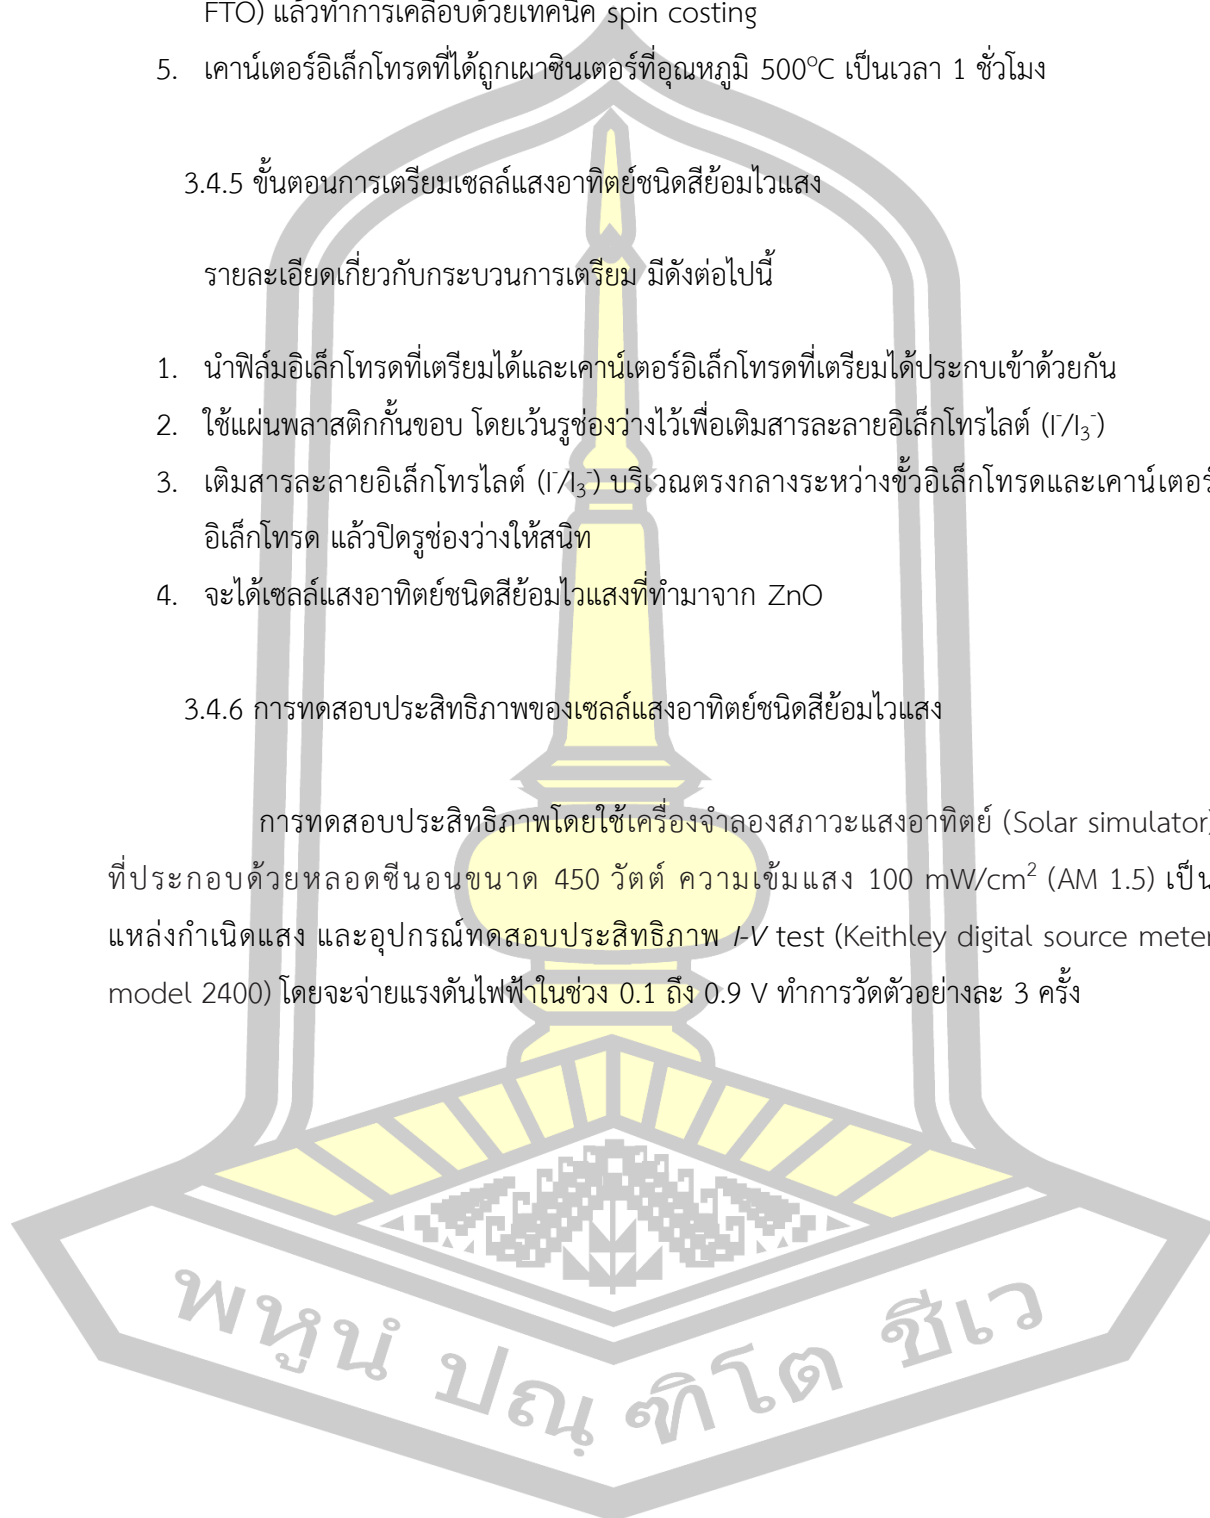 FTO) แล้วทำการเคลือบด้วยเทคนิค spin costing
5. เคาน์เตอร์อิเล็กโทรดที่ได้ถูกเผาซินเตอร์ที่อุณหภูมิ 500°C เป็นเวลา 1 ชั่วโมง
3.4.5 ขั้นตอนการเตรียมเซลล์แสงอาทิตย์ชนิดสีย้อมไวแสง
รายละเอียดเกี่ยวกับกระบวนการเตรียม มีดังต่อไปนี้
1. นำฟิล์มอิเล็กโทรดที่เตรียมได้และเคาน์เตอร์อิเล็กโทรดที่เตรียมได้ประกบเข้าด้วยกัน
2. ใช้แผ่นพลาสติกกั้นขอบ โดยเว้นรูช่องว่างไว้เพื่อเติมสารละลายอิเล็กโทรไลต์ (I⁻/I₃⁻)
3. เติมสารละลายอิเล็กโทรไลต์ (I⁻/I₃⁻) บริเวณตรงกลางระหว่างขั้วอิเล็กโทรดและเคาน์เตอร์
อิเล็กโทรด แล้วปิดรูช่องว่างให้สนิท
4. จะได้เซลล์แสงอาทิตย์ชนิดสีย้อมไวแสงที่ทำมาจาก ZnO
3.4.6 การทดสอบประสิทธิภาพของเซลล์แสงอาทิตย์ชนิดสีย้อมไวแสง
การทดสอบประสิทธิภาพโดยใช้เครื่องจำลองสภาวะแสงอาทิตย์ (Solar simulator)
ที่ประกอบด้วยหลอดซีนอนขนาด 450 วัตต์ ความเข้มแสง 100 mW/cm² (AM 1.5) เป็น
แหล่งกำเนิดแสง และอุปกรณ์ทดสอบประสิทธิภาพ I-V test (Keithley digital source meter
model 2400) โดยจะจ่ายแรงดันไฟฟ้าในช่วง 0.1 ถึง 0.9 V ทำการวัดตัวอย่างละ 3 ครั้ง
พหูนํ ปณฺฑิโต ชีเว